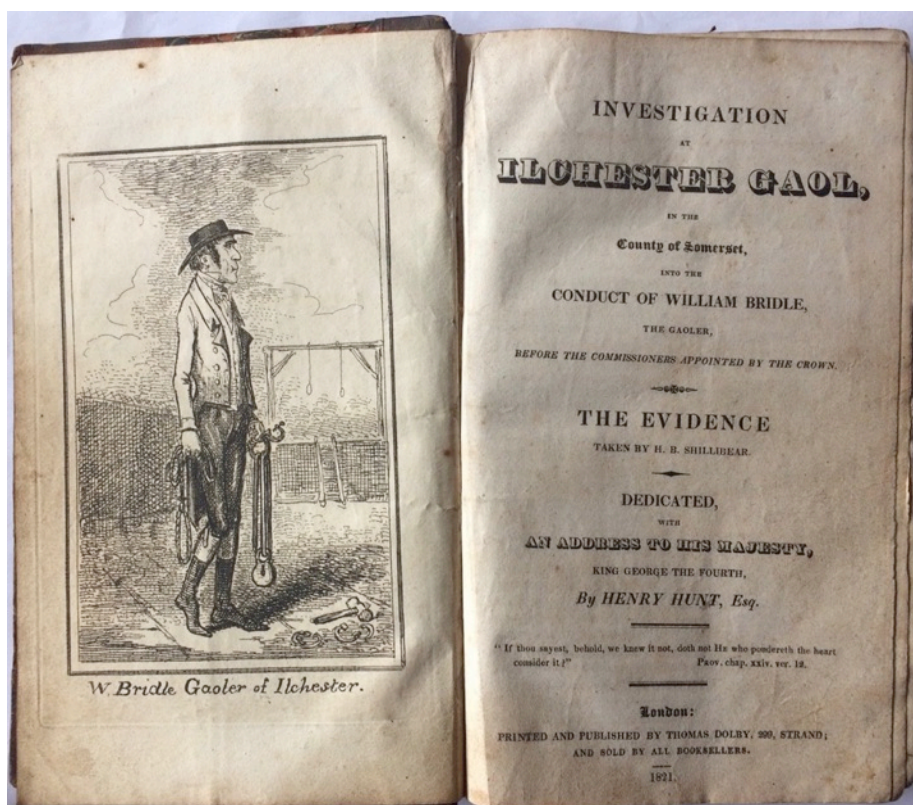 W. Bridle Gaoler of Ilchester.
INVESTIGATION
AT
ILCHESTER GAOL,
IN THE
County of Somerset,
INTO THE
CONDUCT OF WILLIAM BRIDLE,
THE GAOLER,
BEFORE THE COMMISSIONERS APPOINTED BY THE CROWN.
THE EVIDENCE
TAKEN BY H. B. SHILLIBEAR.
DEDICATED,
WITH
AN ADDRESS TO HIS MAJESTY,
KING GEORGE THE FOURTH,
By HENRY HUNT, Esq.
" If thou sayest, behold, we knew it not, doth not HE who pondereth the heart
consider it?" PROV. chap. xxiv. ver. 12.
London:
PRINTED AND PUBLISHED BY THOMAS DOLBY, 299, STRAND;
AND SOLD BY ALL BOOKSELLERS.
1821.